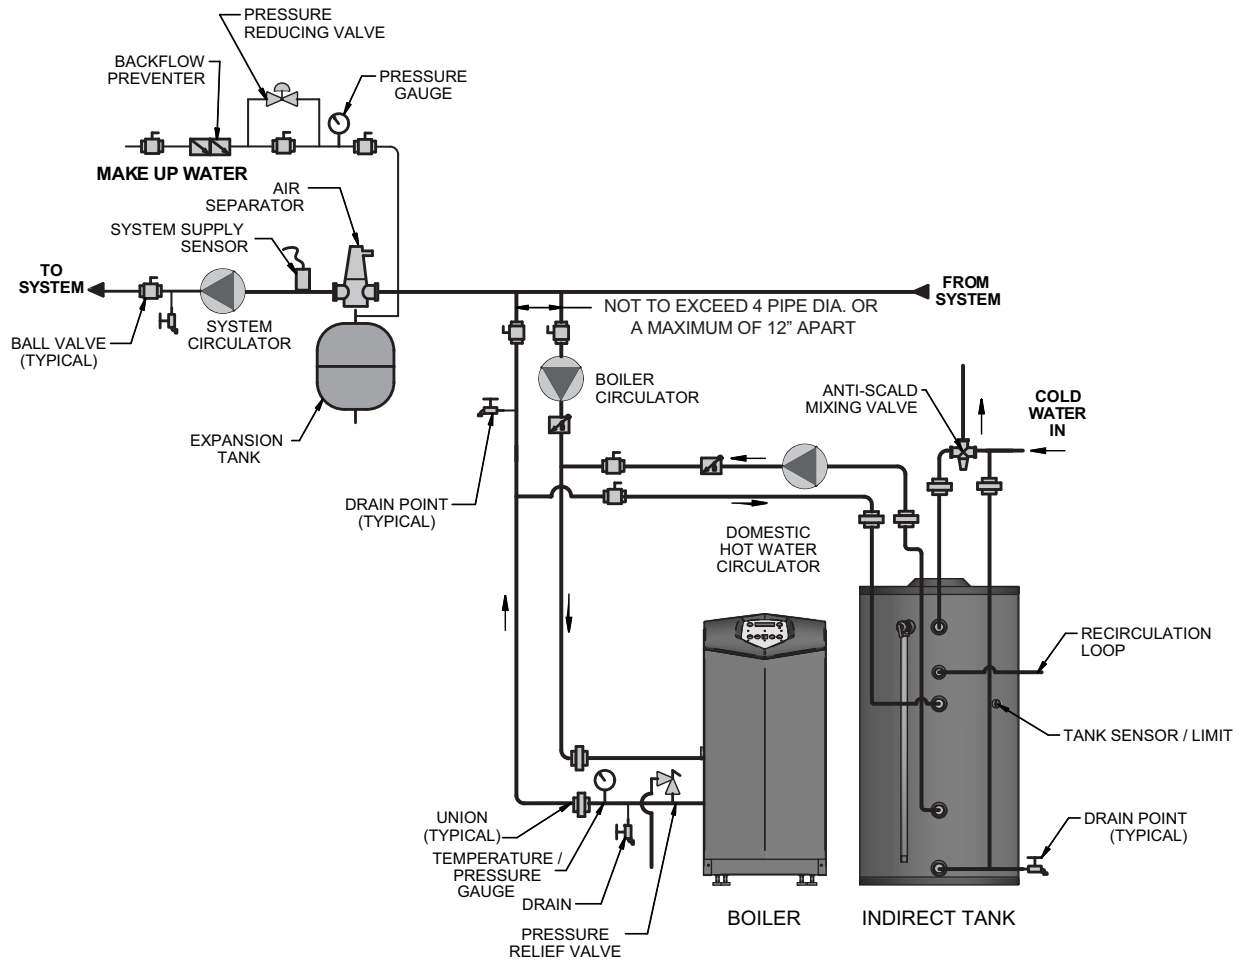 PRESSURE
REDUCING VALVE
BACKFLOW
PREVENTER
PRESSURE
GAUGE
MAKE UP WATER
AIR
SEPARATOR
SYSTEM SUPPLY
SENSOR
TO
SYSTEM
FROM
SYSTEM
NOT TO EXCEED 4 PIPE DIA. OR
A MAXIMUM OF 12” APART
SYSTEM
CIRCULATOR
BALL VALVE
(TYPICAL)
BOILER
CIRCULATOR
ANTI-SCALD
MIXING VALVE
COLD
WATER
IN
EXPANSION
TANK
DRAIN POINT
(TYPICAL)
DOMESTIC
HOT WATER
CIRCULATOR
RECIRCULATION
LOOP
TANK SENSOR / LIMIT
UNION
(TYPICAL)
DRAIN POINT
(TYPICAL)
TEMPERATURE /
PRESSURE
GAUGE
DRAIN
PRESSURE
RELIEF VALVE
BOILER
INDIRECT TANK